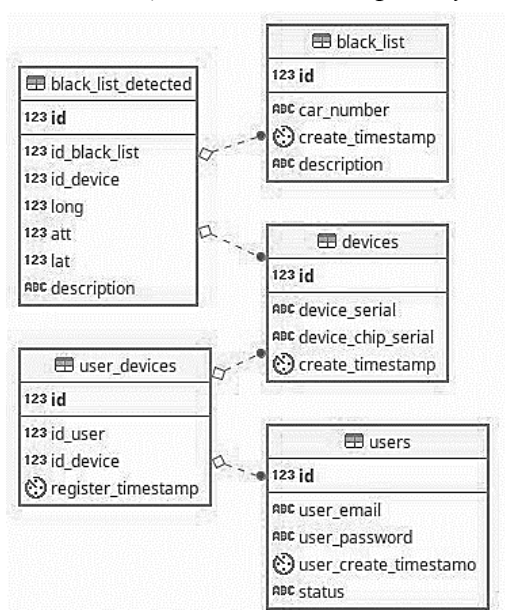 black_list_detected
123 id
123 id_black_list
123 id_device
123 long
123 att
123 lat
ABC description
black_list
123 id
ABC car_number
create_timestamp
ABC description
devices
123 id
ABC device_serial
ABC device_chip_serial
create_timestamp
user_devices
123 id
123 id_user
123 id_device
register_timestamp
users
123 id
ABC user_email
ABC user_password
user_create_timestamo
ABC status